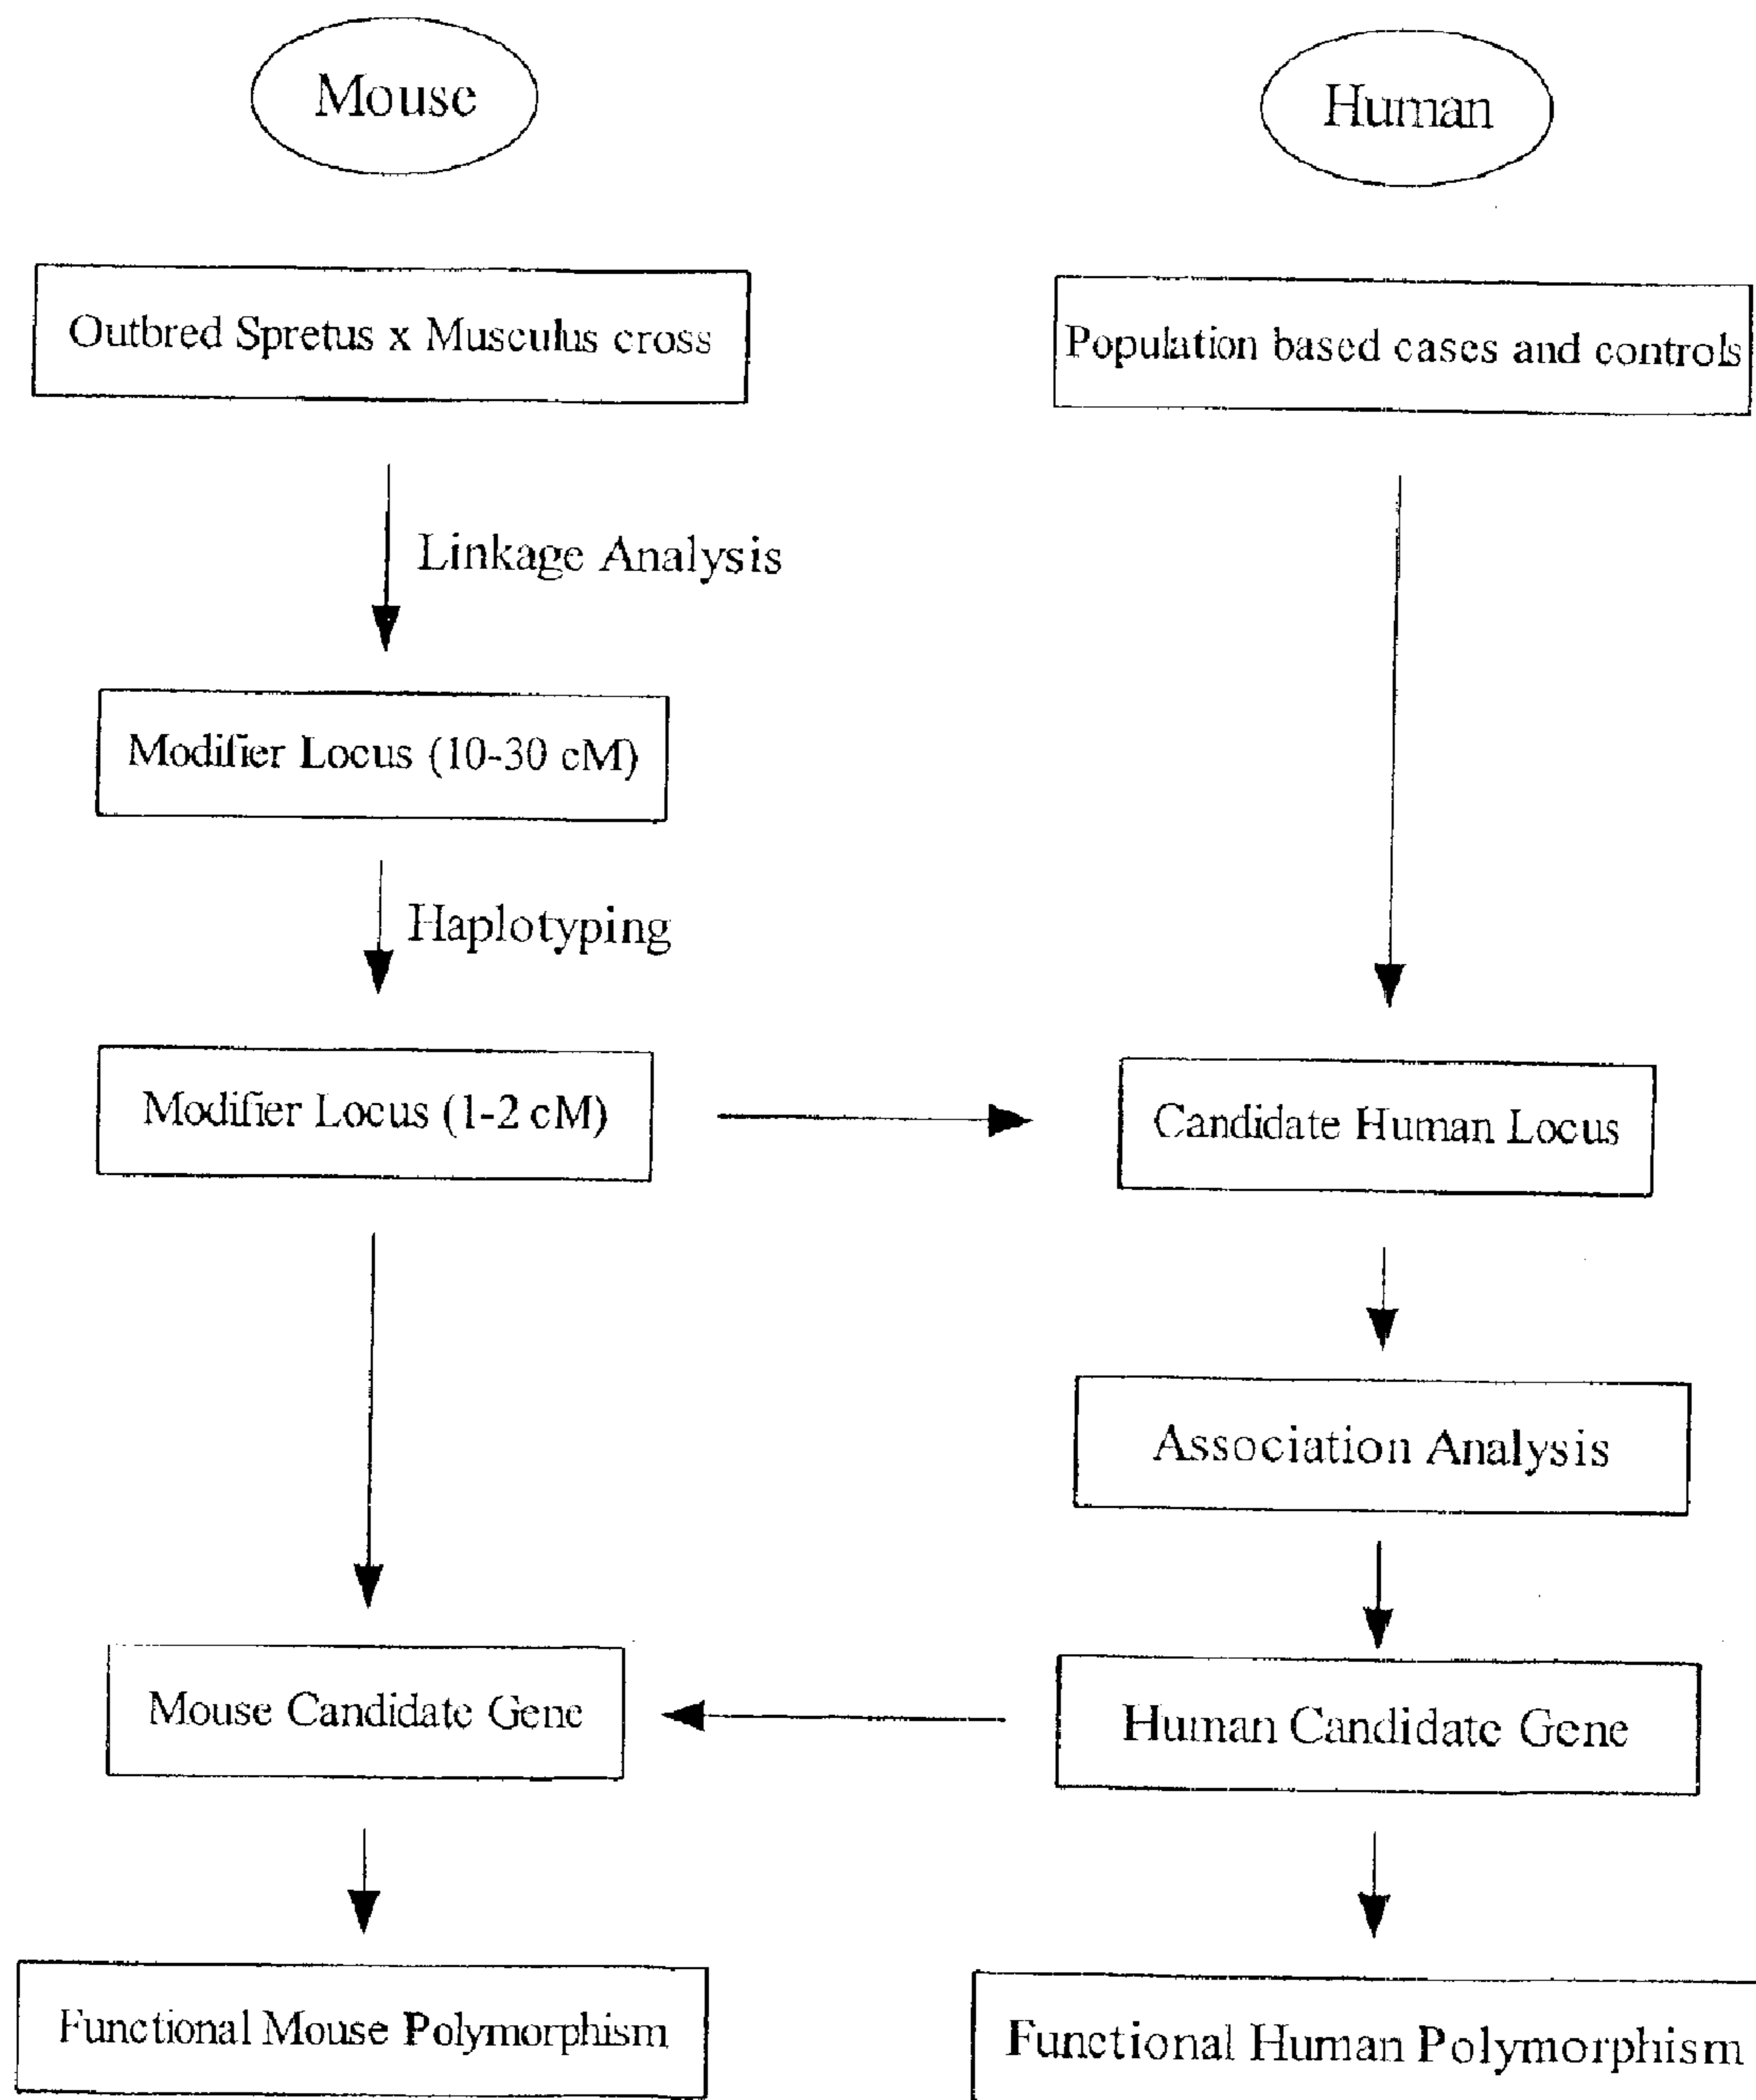 Mouse
Human
Outbred Spretus x Musculus cross
Population based cases and controls
Linkage Analysis
Modifier Locus (10-30 cM)
Haplotyping
Modifier Locus (1-2 cM)
Candidate Human Locus
Association Analysis
Mouse Candidate Gene
Human Candidate Gene
Functional Mouse Polymorphism
Functional Human Polymorphism